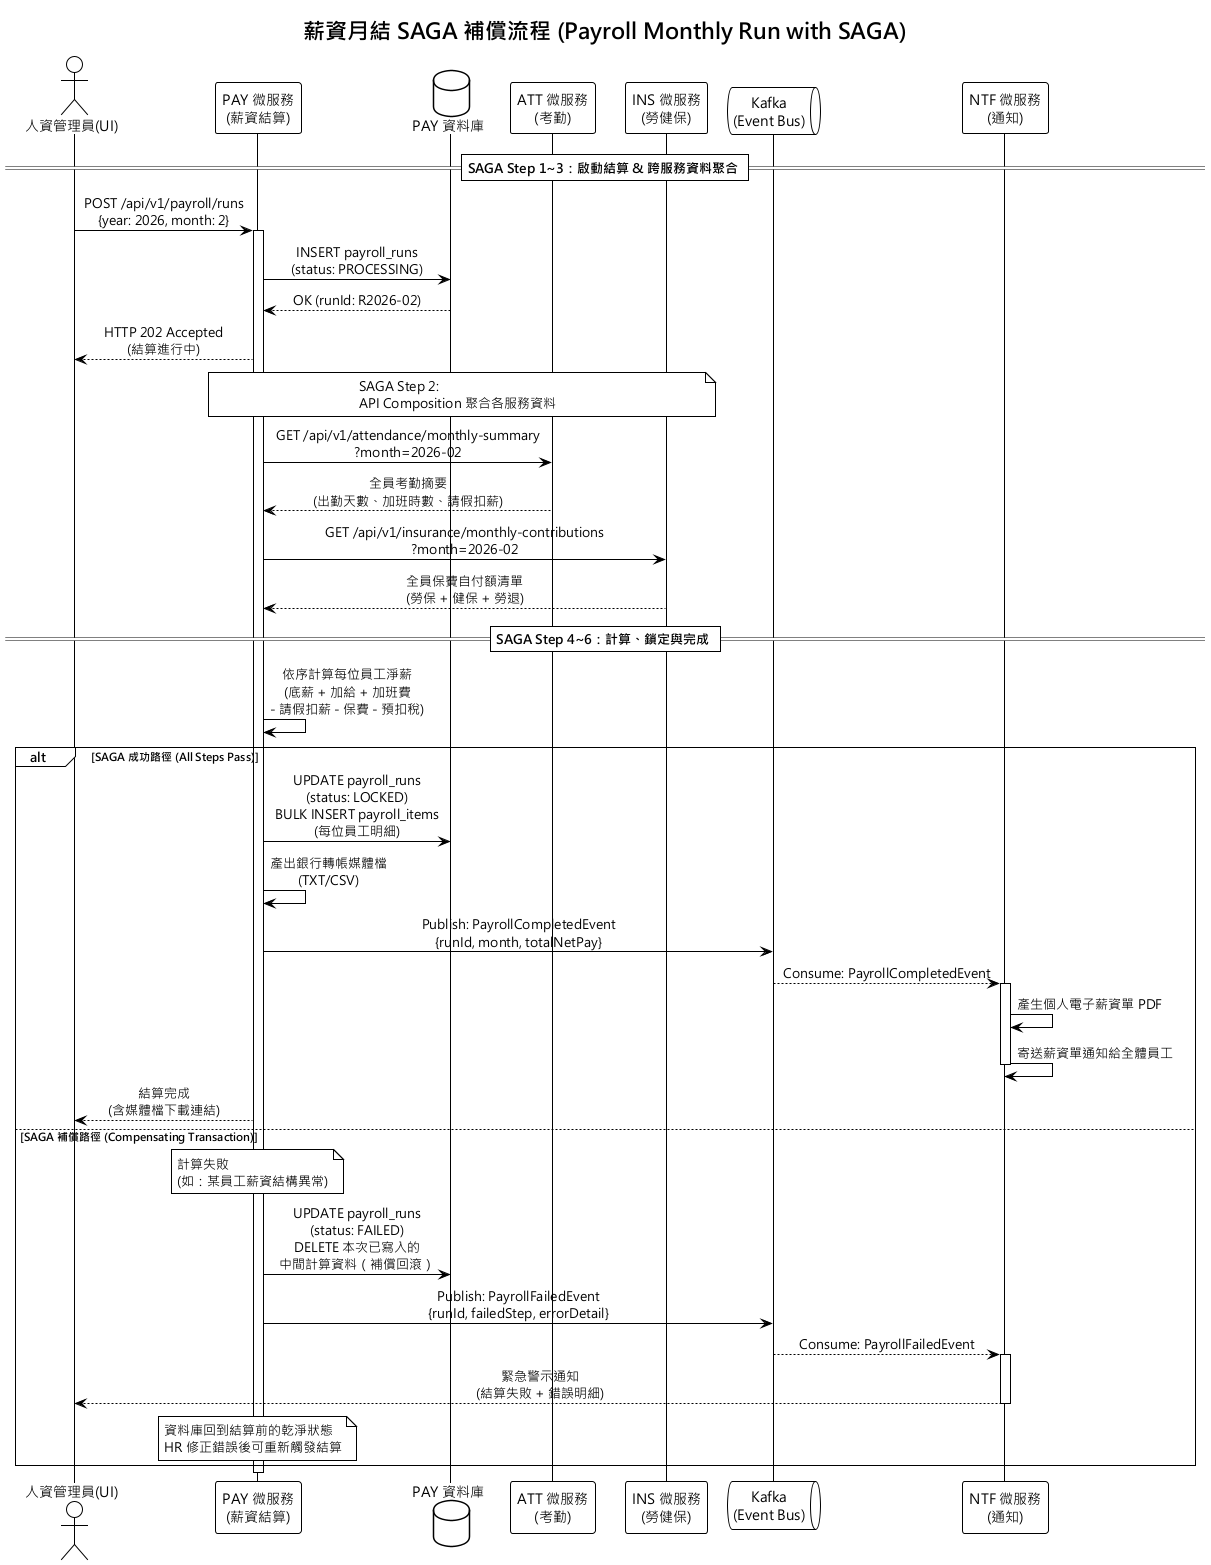 薪資月結 SAGA 補償流程 (Payroll Monthly Run with SAGA)
人資管理員(UI)
PAY 微服務
(薪資結算)
PAY 資料庫
ATT 微服務
(考勤)
INS 微服務
(勞健保)
Kafka
(Event Bus)
NTF 微服務
(通知)
SAGA Step 1~3：啟動結算 & 跨服務資料聚合
POST /api/v1/payroll/runs
{year: 2026, month: 2}
INSERT payroll_runs
(status: PROCESSING)
OK (runId: R2026-02)
HTTP 202 Accepted
(結算進行中)
SAGA Step 2:
API Composition 聚合各服務資料
GET /api/v1/attendance/monthly-summary
?month=2026-02
全員考勤摘要
(出勤天數、加班時數、請假扣薪)
GET /api/v1/insurance/monthly-contributions
?month=2026-02
全員保費自付額清單
(勞保 + 健保 + 勞退)
SAGA Step 4~6：計算、鎖定與完成
依序計算每位員工淨薪
(底薪 + 加給 + 加班費
- 請假扣薪 - 保費 - 預扣稅)
alt
[SAGA 成功路徑 (All Steps Pass)]
UPDATE payroll_runs
(status: LOCKED)
BULK INSERT payroll_items
(每位員工明細)
產出銀行轉帳媒體檔
(TXT/CSV)
Publish: PayrollCompletedEvent
{runId, month, totalNetPay}
Consume: PayrollCompletedEvent
產生個人電子薪資單 PDF
寄送薪資單通知給全體員工
結算完成
(含媒體檔下載連結)
[SAGA 補償路徑 (Compensating Transaction)]
計算失敗
(如：某員工薪資結構異常)
UPDATE payroll_runs
(status: FAILED)
DELETE 本次已寫入的
中間計算資料（補償回滾）
Publish: PayrollFailedEvent
{runId, failedStep, errorDetail}
Consume: PayrollFailedEvent
緊急警示通知
(結算失敗 + 錯誤明細)
資料庫回到結算前的乾淨狀態
HR 修正錯誤後可重新觸發結算
人資管理員(UI)
PAY 微服務
(薪資結算)
PAY 資料庫
ATT 微服務
(考勤)
INS 微服務
(勞健保)
Kafka
(Event Bus)
NTF 微服務
(通知)